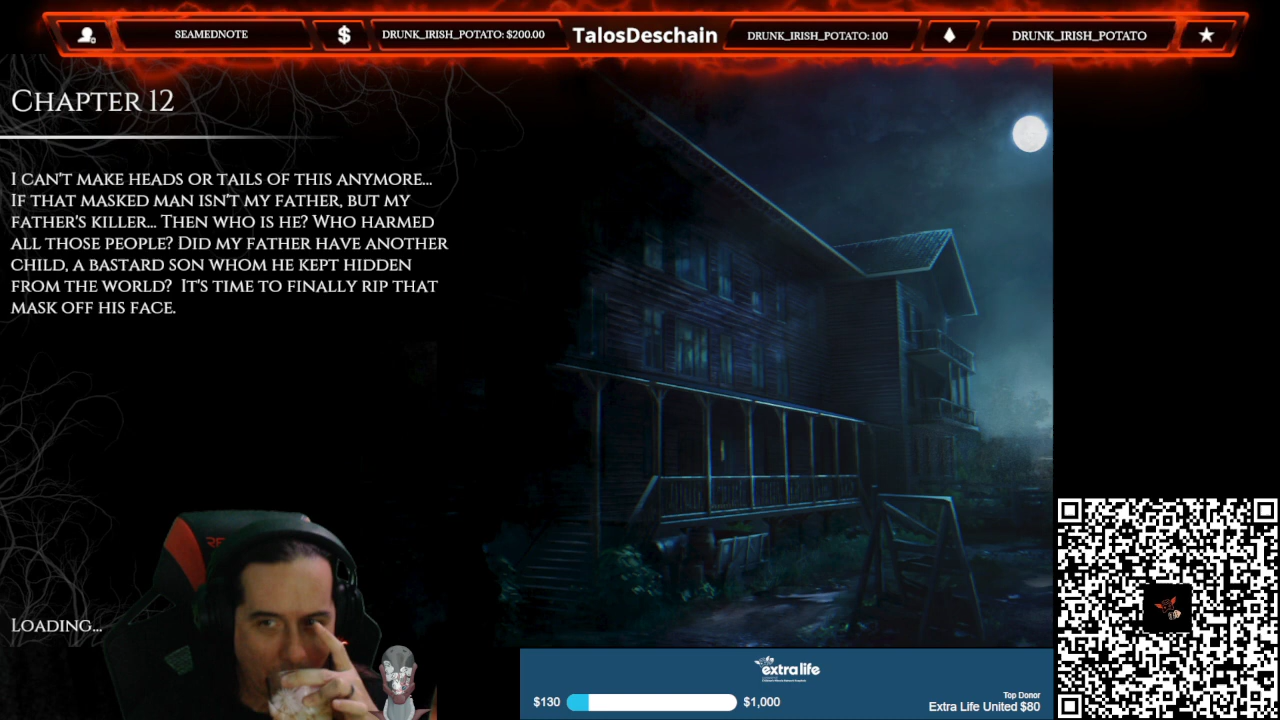 SEAMEDNOTE
$
DRUNK_IRISH_POTATO: $200.00
TalosDeschain
DRUNK_IRISH_POTATO: 100
DRUNK_IRISH_POTATO
Chapter 12
I can't make heads or tails of this anymore...
If that masked man isn't my father, but my
father's killer... Then who is he? Who harmed
all those people? Did my father have another
child, a bastard son whom he kept hidden
from the world? It's time to finally rip that
mask off his face.
Loading...
extralife
$130
$1,000
Top Donor
Extra Life United $80